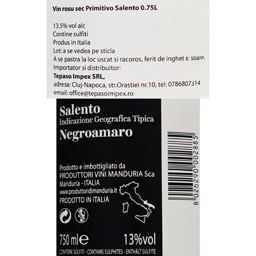 Vin rosu sec Primitivo Salento 0.75L
13.5% vol alc
Contine sulfiti
Produs in Italia
Lot: a se vedea pe sticla
A se pastra la loc uscat si racoros, ferit de inghet si soare.
Importator si distribuitor:
Tepaso Impex SRL,
adresa: Cluj-Napoca, str.Orastiei nr.10, tel: 0786807314
email: office@tepasoimpex.ro
Salento
Indicazione Geografica Tipica
Negroamaro
Prodotto e imbottigliato da
PRODUTTORI VINI MANDURIA Sca
Manduria - ITALIA
www.produttoridimanduria.it
PRODOTTO IN ITALIA
750 ml e 13%vol
CONTIENE SOLFITI - CONTAINS SULPHITES - ENTHÄLT SULFITE
8026290002885